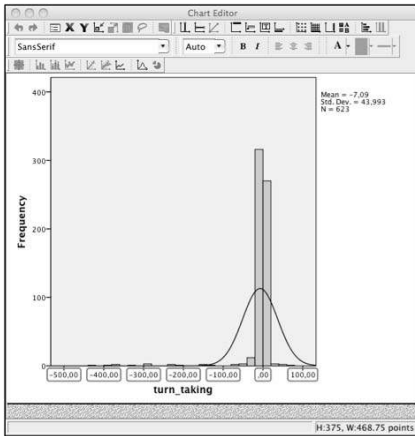 Chart Editor
X Y
SansSerif Auto B I A
Mean = -7,09
Std. Dev. = 43,993
N = 623
400
300
200
100
0
Frequency
-500,00 -400,00 -300,00 -200,00 -100,00 ,00 100,00
turn_taking
H:375, W:468.75 points